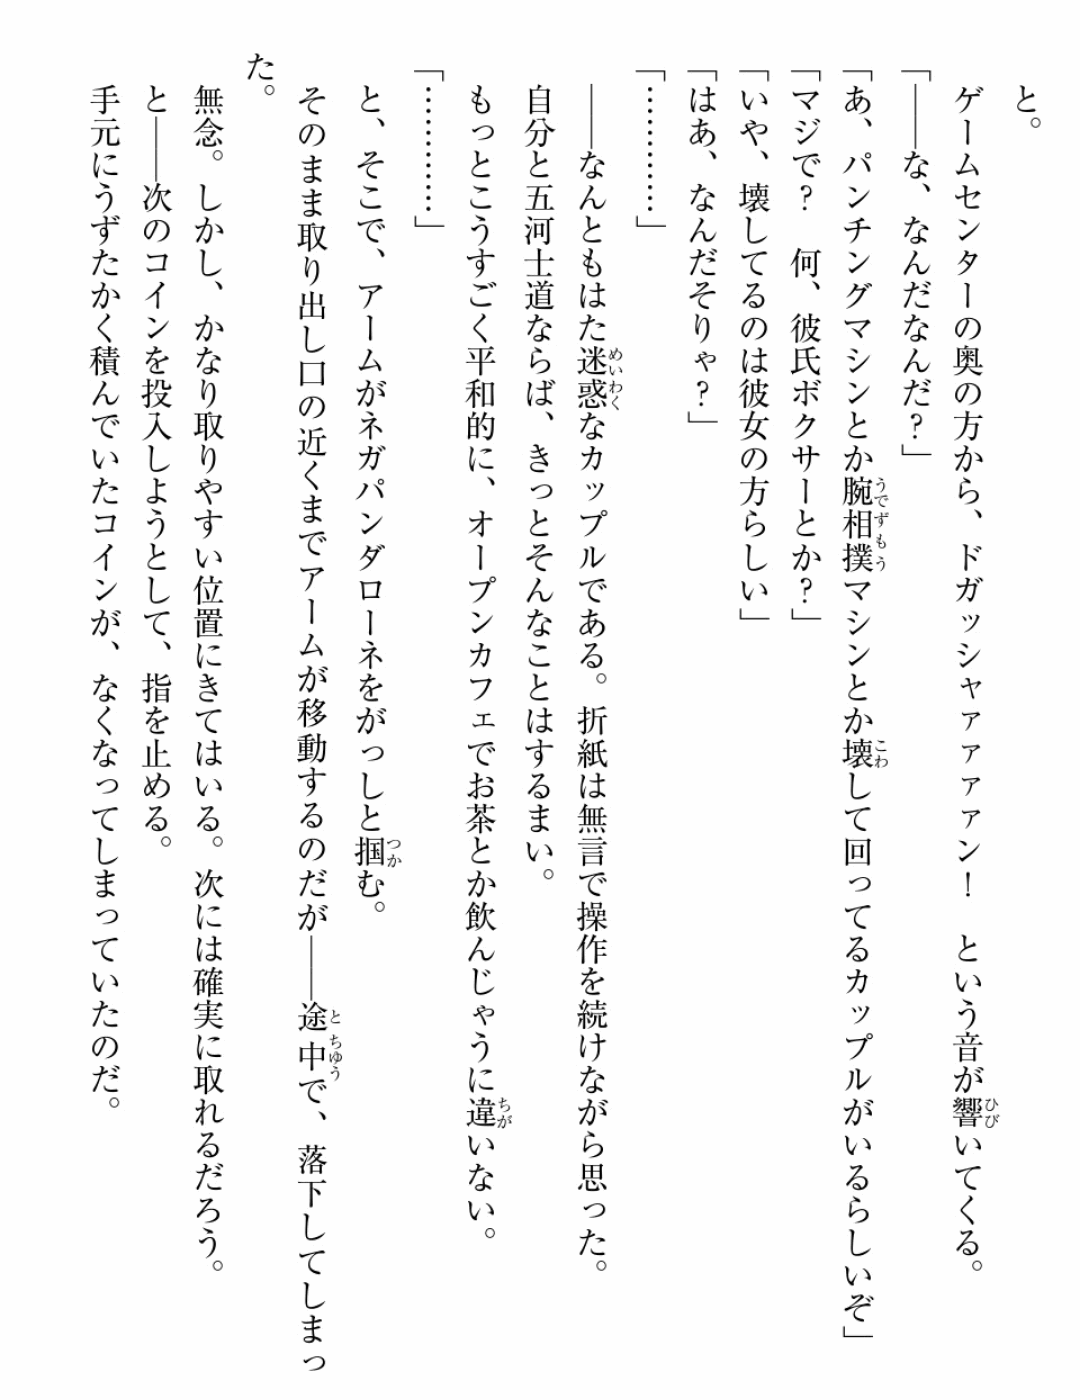 と。
ゲームセンターの奥の方から、ドガッシャァァァァン！　という音が響いてくる。
「――な、なんだなんだ？」
「あ、パンチングマシンとか腕相撲マシンとか壊して回ってるカップルがいるらしいぞ」
「マジで？　何、彼氏ボクサーとか？」
「いや、壊してるのは彼女の方らしい」
「はあ、なんだそりゃ？」
「…………」
――なんともはた迷惑なカップルである。折紙は無言で操作を続けながら思った。
自分と五河士道ならば、きっとそんなことはするまい。
もっとこうすごく平和的に、オープンカフェでお茶とか飲んじゃうに違いない。
「…………」
と、そこで、アームがネガパンダローネをがっしと掴む。
そのまま取り出し口の近くまでアームが移動するのだが――途中で、落下してしまっ
た。
無念。しかし、かなり取りやすい位置にきてはいる。次には確実に取れるだろう。
と――次のコインを投入しようとして、指を止める。
手元にうずたかく積んでいたコインが、なくなってしまっていたのだ。